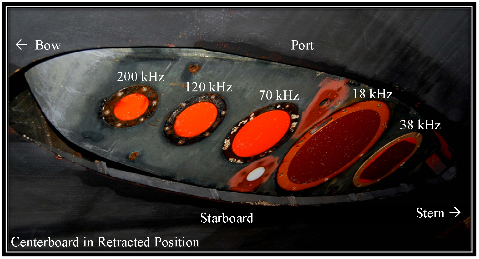 ← Bow
Port
200 kHz
120 kHz
70 kHz
18 kHz
38 kHz
Starboard
Stern →
Centerboard in Retracted Position